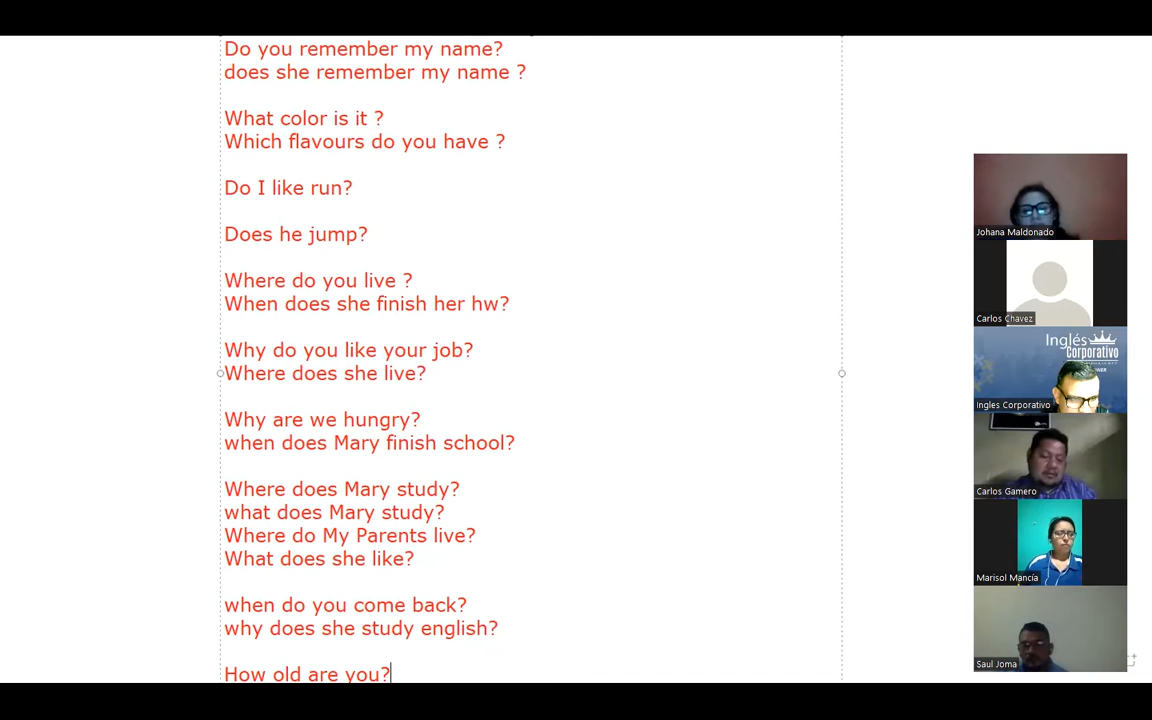 Do you remember my name?
does she remember my name ?
What color is it ?
Which flavours do you have ?
Do I like run?
Does he jump?
Where do you live ?
When does she finish her hw?
Why do you like your job?
Where does she live?
Why are we hungry?
when does Mary finish school?
Where does Mary study?
what does Mary study?
Where do My Parents live?
What does she like?
when do you come back?
why does she study english?
How old are you?
Johana Maldonado
Carlos Chavez
Inglés
Corporativo
Ingles Corporativo
Carlos Gamero
Marisol Mancía
Saul Joma